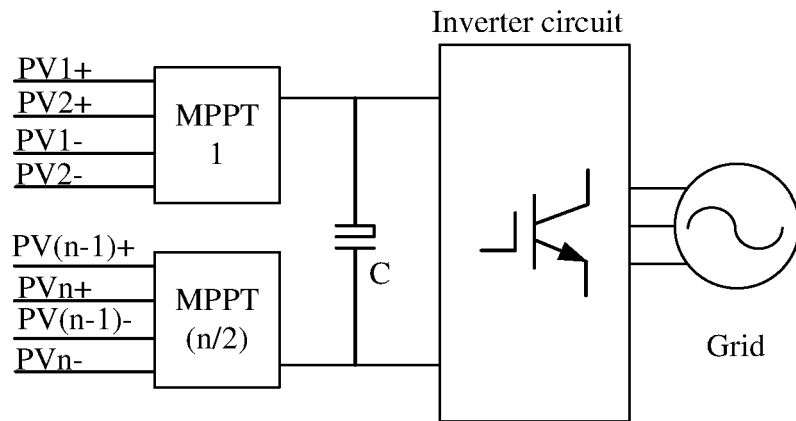 Inverter circuit
PV1+
PV2+
PV1-
PV2-
MPPT
1
PV(n-1)+
PVn+
PV(n-1)-
PVn-
MPPT
(n/2)
C
Grid